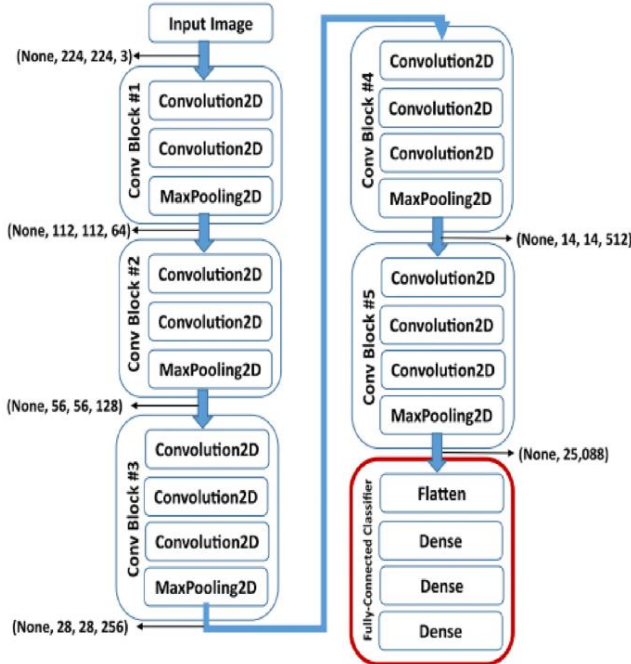 Input Image
(None, 224, 224, 3)
Conv Block #1
Convolution2D
Convolution2D
MaxPooling2D
(None, 112, 112, 64)
Conv Block #2
Convolution2D
Convolution2D
MaxPooling2D
(None, 56, 56, 128)
Conv Block #3
Convolution2D
Convolution2D
Convolution2D
MaxPooling2D
(None, 28, 28, 256)
Conv Block #4
Convolution2D
Convolution2D
Convolution2D
MaxPooling2D
(None, 14, 14, 512)
Conv Block #5
Convolution2D
Convolution2D
Convolution2D
MaxPooling2D
(None, 25,088)
Fully-Connected Classifier
Flatten
Dense
Dense
Dense